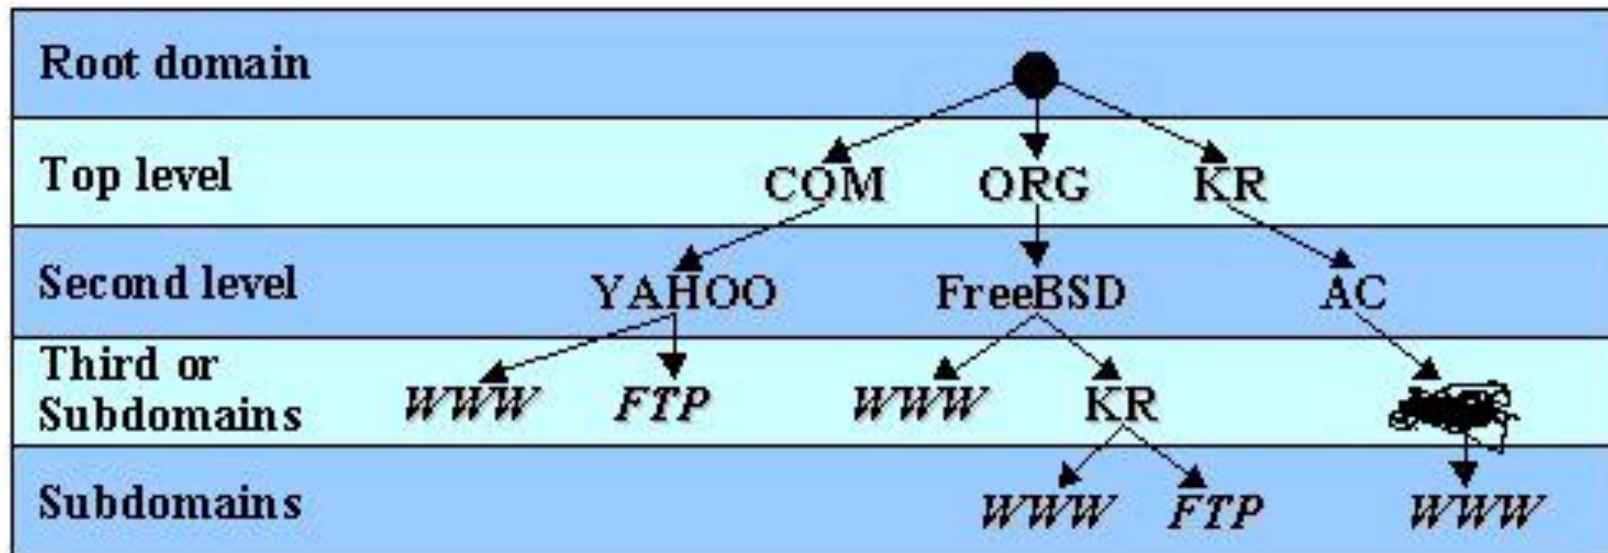 Root domain
Top level
COM ORG KR
Second level
YAHOO FreeBSD AC
Third or
Subdomains
WWW FTP WWW KR
Subdomains
WWW FTP WWW